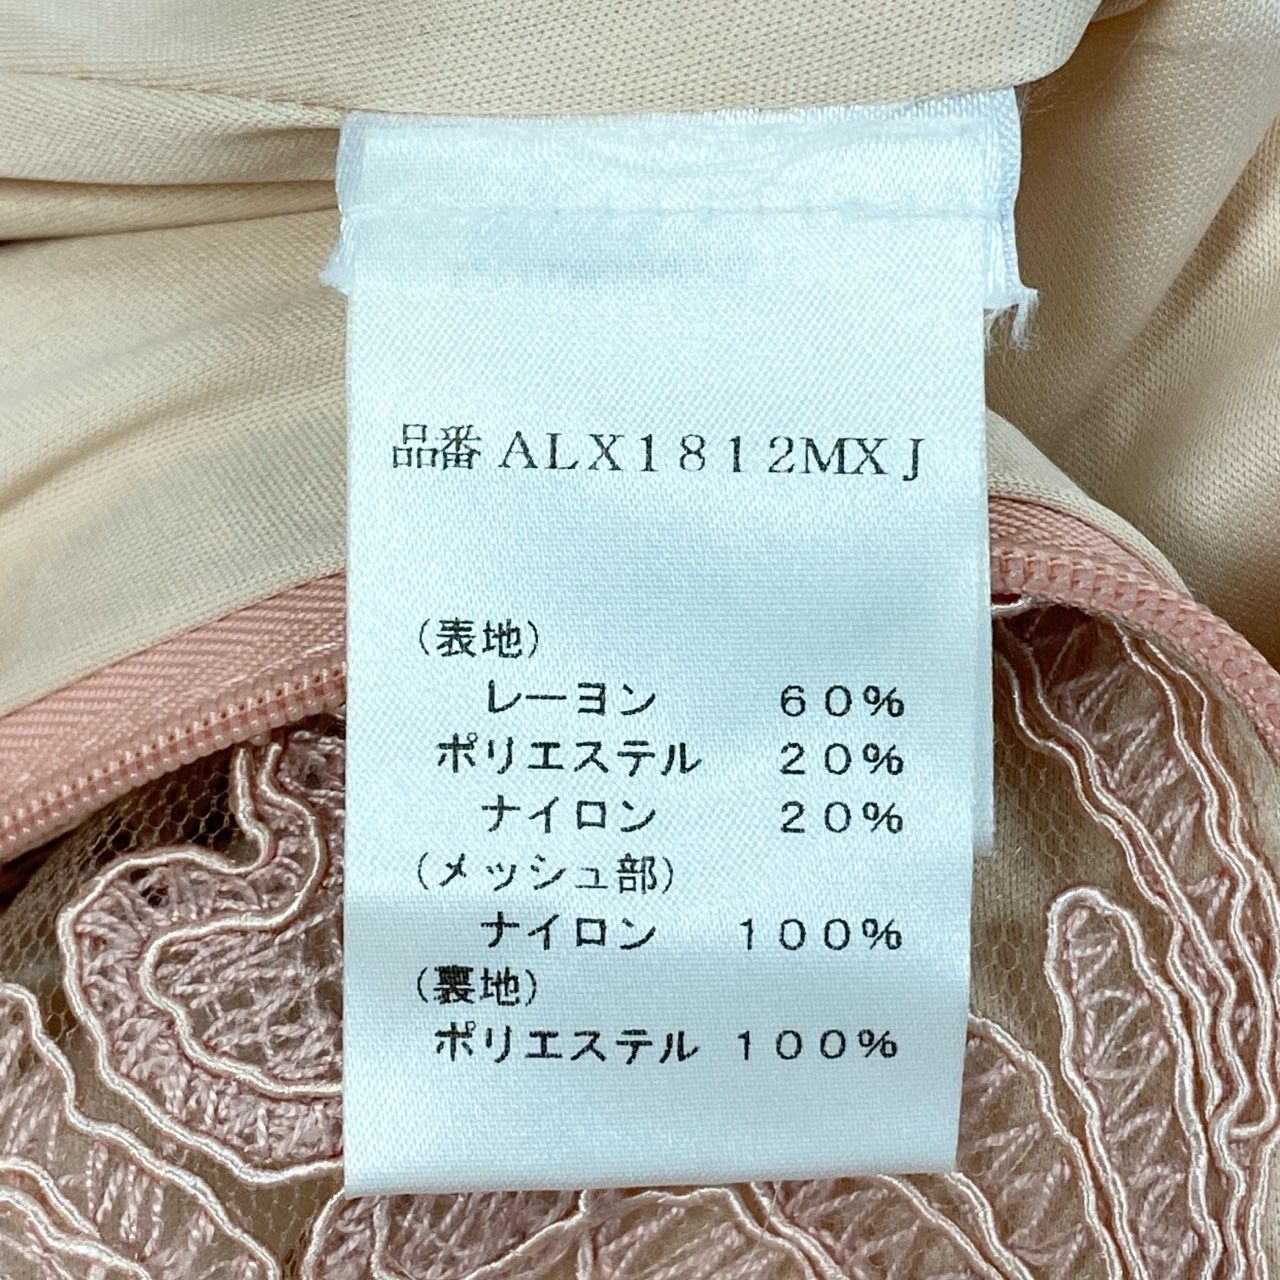 品番 ALX1812MXJ
(表地)
レーヨン 60%
ポリエステル 20%
ナイロン 20%
(メッシュ部)
ナイロン 100%
(裏地)
ポリエステル 100%